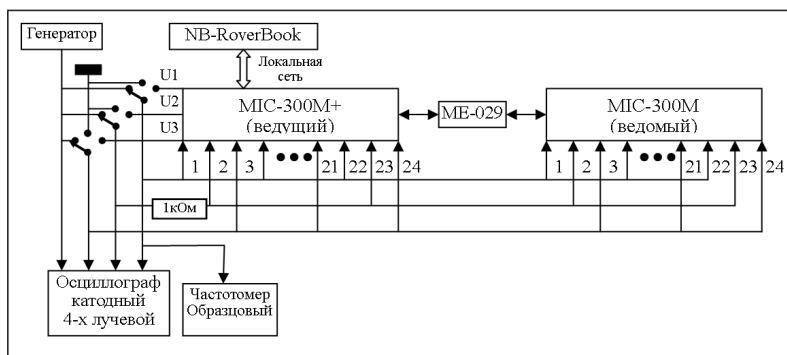 Генератор
NB-RoverBook
Локальная
сеть
U1
U2
U3
MIC-300M+
(ведущий)
ME-029
MIC-300M
(ведомый)
1 2 3 21 22 23 24
1 2 3 21 22 23 24
1кОм
Осциллограф
катодный
4-х лучевой
Частотомер
Образцовый